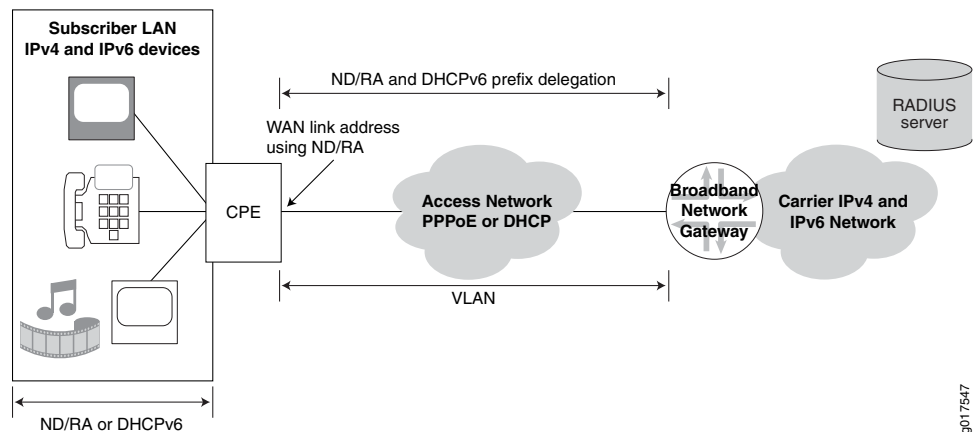 Subscriber LAN
IPv4 and IPv6 devices
ND/RA and DHCPv6 prefix delegation
RADIUS
server
WAN link address
using ND/RA
CPE
Access Network
PPPoE or DHCP
Broadband
Network
Gateway
Carrier IPv4 and
IPv6 Network
VLAN
ND/RA or DHCPv6
g017547